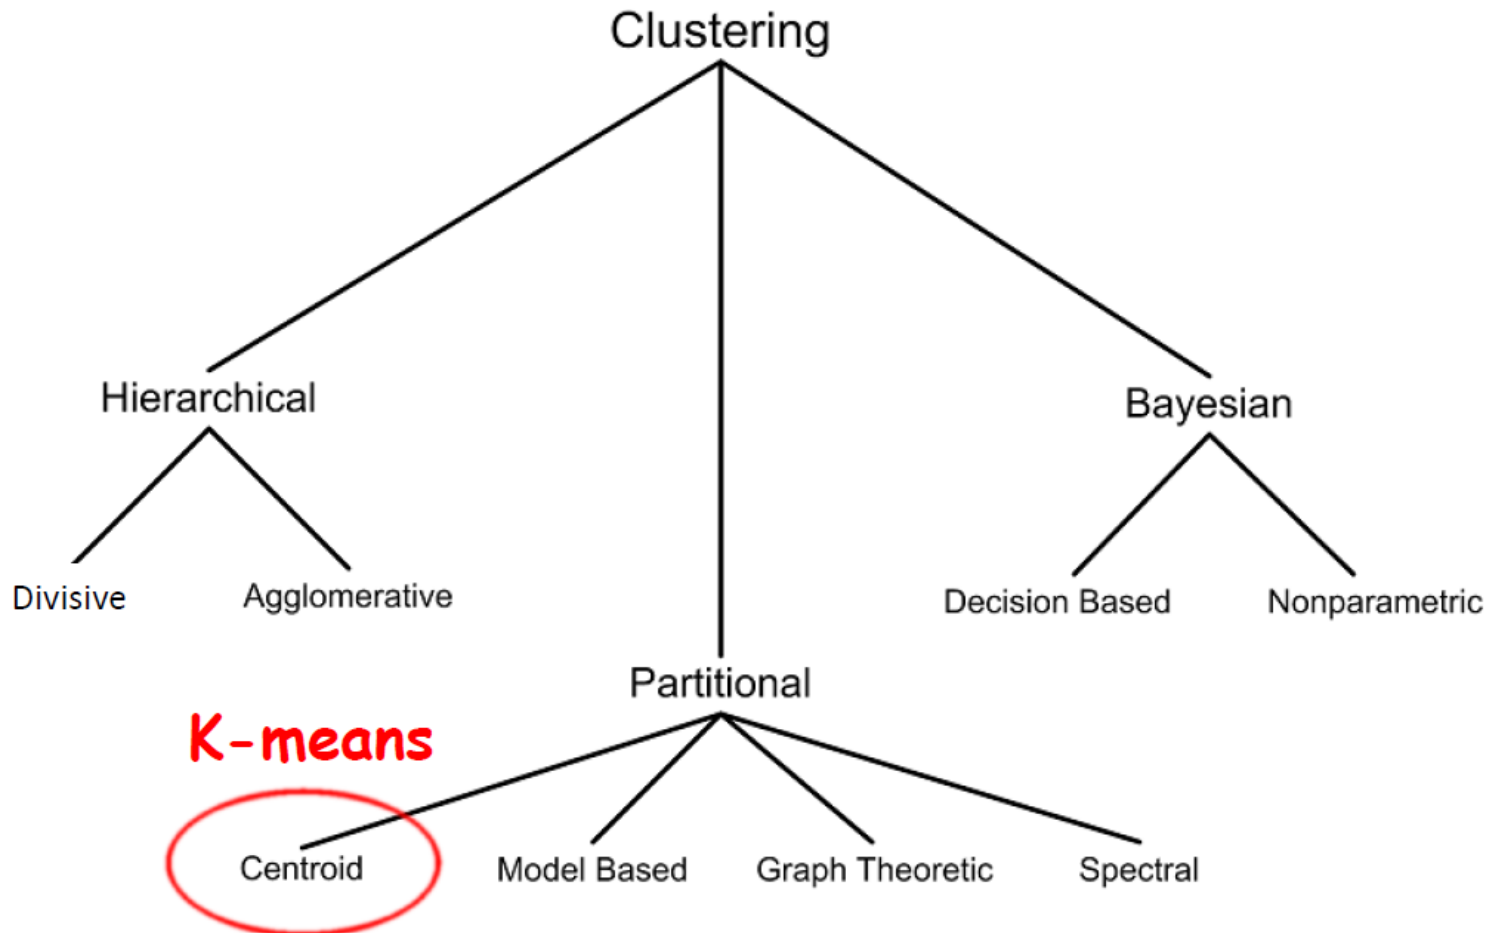 Clustering
Hierarchical
Bayesian
Divisive
Agglomerative
Decision Based
Nonparametric
Partitional
K-means
Centroid
Model Based
Graph Theoretic
Spectral